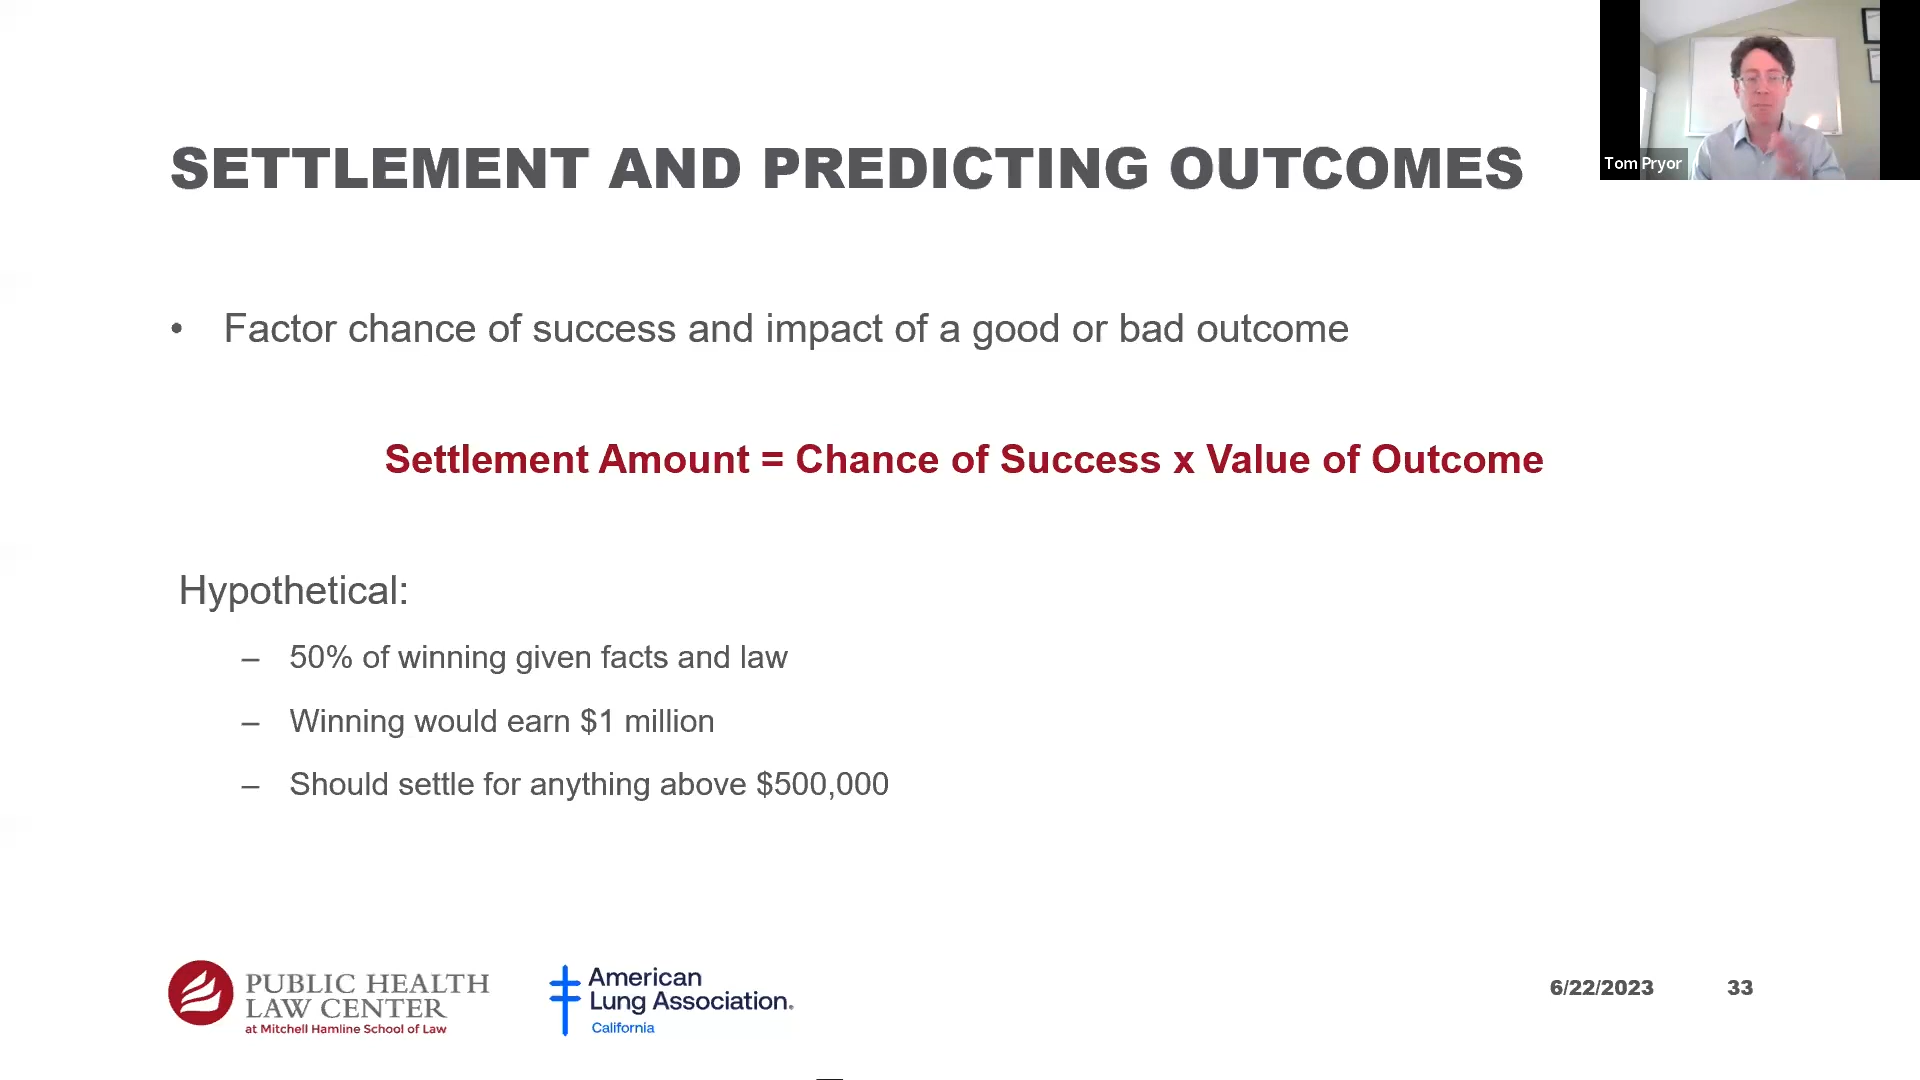 SETTLEMENT AND PREDICTING OUTCOMES
Tom Pryor
• Factor chance of success and impact of a good or bad outcome
Settlement Amount = Chance of Success x Value of Outcome
Hypothetical:
– 50% of winning given facts and law
– Winning would earn $1 million
– Should settle for anything above $500,000
PUBLIC HEALTH
LAW CENTER
at Mitchell Hamline School of Law
American
Lung Association.
California
6/22/2023 33